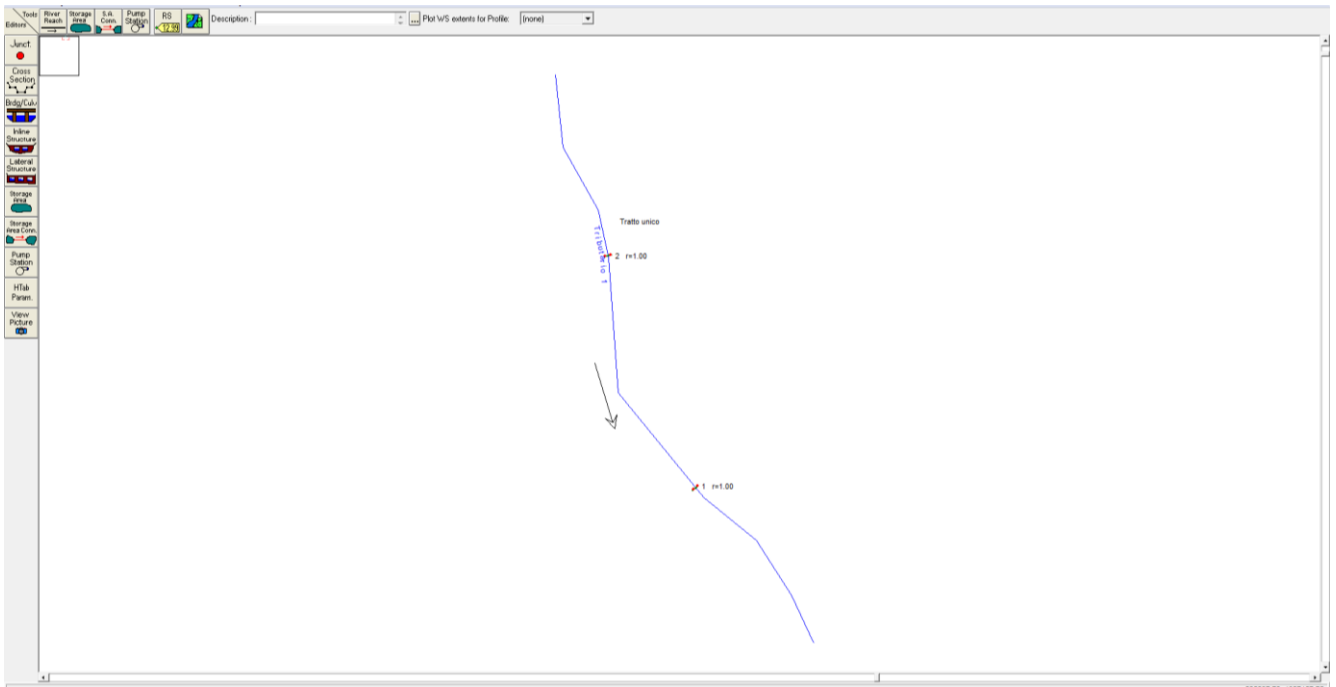 Tools
Editors
River
Reach
Storage
Area
S.A.
Conn.
Pump
Station
RS
Description :
...
Plot WS extents for Profile:
(none)
Junct.
Cross
Section
Brdg/Culv
Inline
Structure
Lateral
Structure
Storage
Area
Storage
Area Conn.
Pump
Station
HTab
Param.
View
Picture
Tratto unico
Tributario 1
2 r=1.00
1 r=1.00